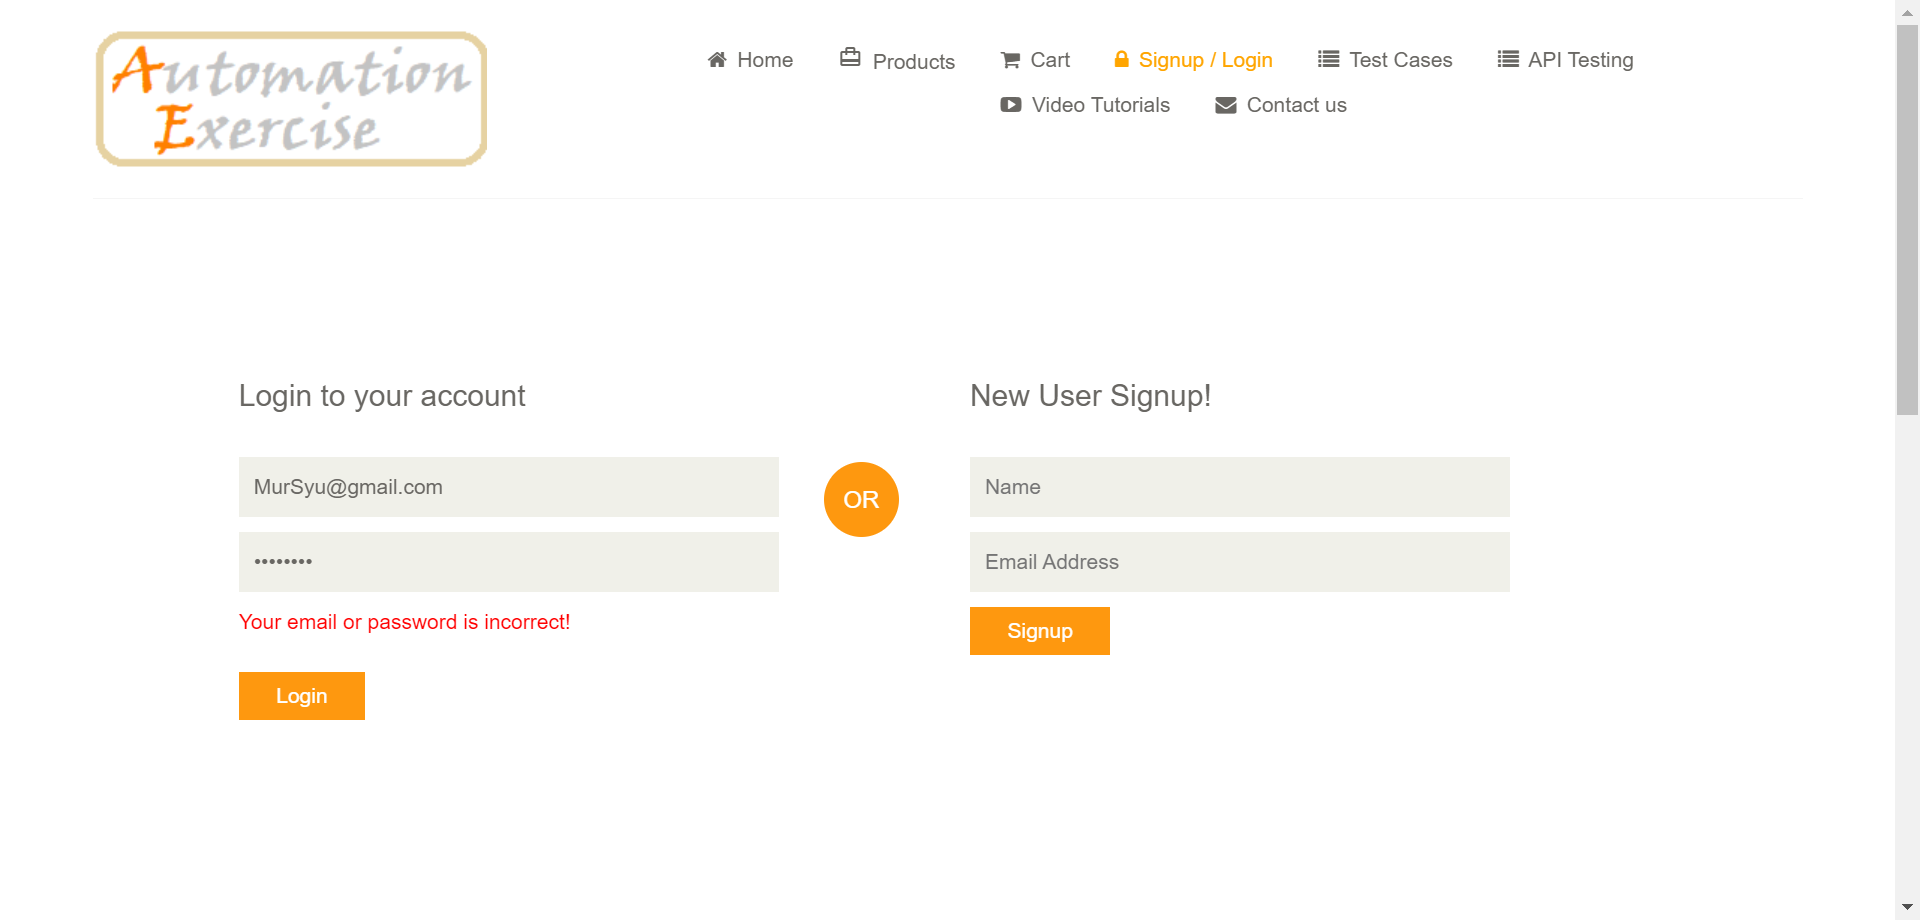 Automation
Exercise
Home Products Cart Signup / Login Test Cases API Testing
Video Tutorials Contact us
Login to your account
MurSyu@gmail.com
••••••••
Your email or password is incorrect!
Login
OR
New User Signup!
Name
Email Address
Signup